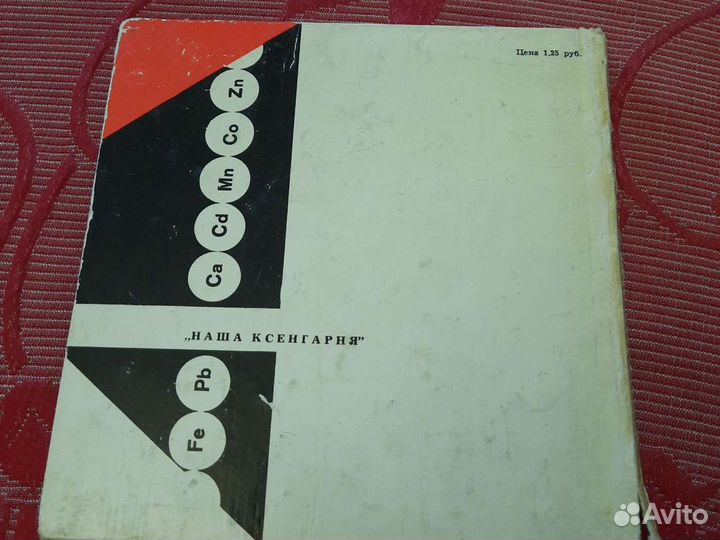 Цена 1,25 руб.
Zn
Co
Mn
Cd
Ca
„НАША КСЕНГАРНЯ”
Pb
Fe
Avito